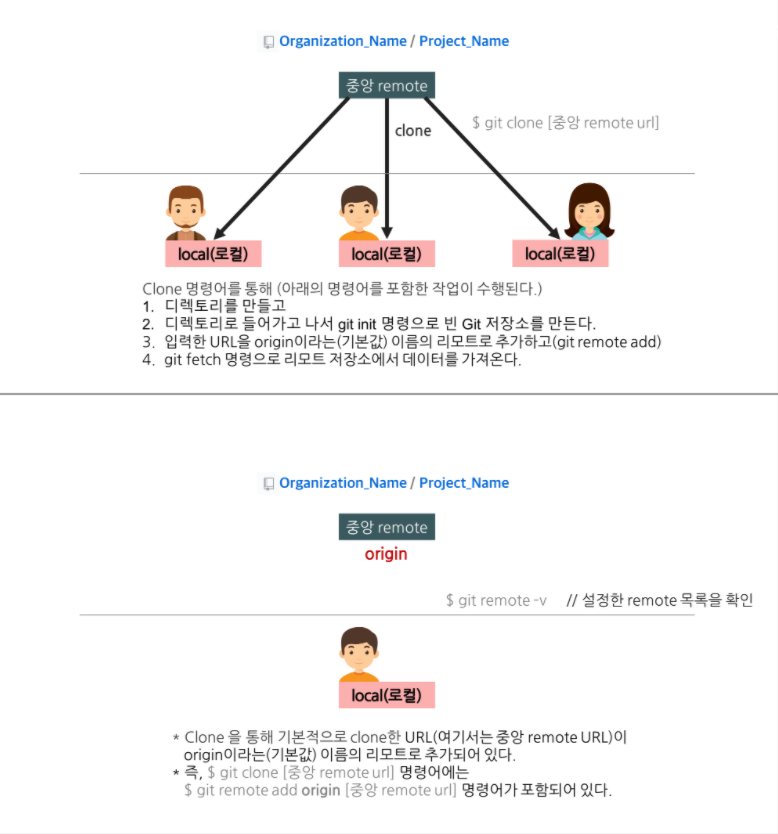 Organization_Name / Project_Name
중앙 remote
clone
$ git clone [중앙 remote url]
local(로컬)
local(로컬)
local(로컬)
Clone 명령어를 통해 (아래의 명령어를 포함한 작업이 수행된다.)
1. 디렉토리를 만들고
2. 디렉토리로 들어가고 나서 git init 명령으로 빈 Git 저장소를 만든다.
3. 입력한 URL을 origin이라는(기본값) 이름의 리모트로 추가하고(git remote add)
4. git fetch 명령으로 리모트 저장소에서 데이터를 가져온다.
Organization_Name / Project_Name
중앙 remote
origin
$ git remote -v // 설정한 remote 목록을 확인
local(로컬)
* Clone 을 통해 기본적으로 clone한 URL(여기서는 중앙 remote URL)이
origin이라는(기본값) 이름의 리모트로 추가되어 있다.
* 즉, $ git clone [중앙 remote url] 명령어에는
$ git remote add origin [중앙 remote url] 명령어가 포함되어 있다.